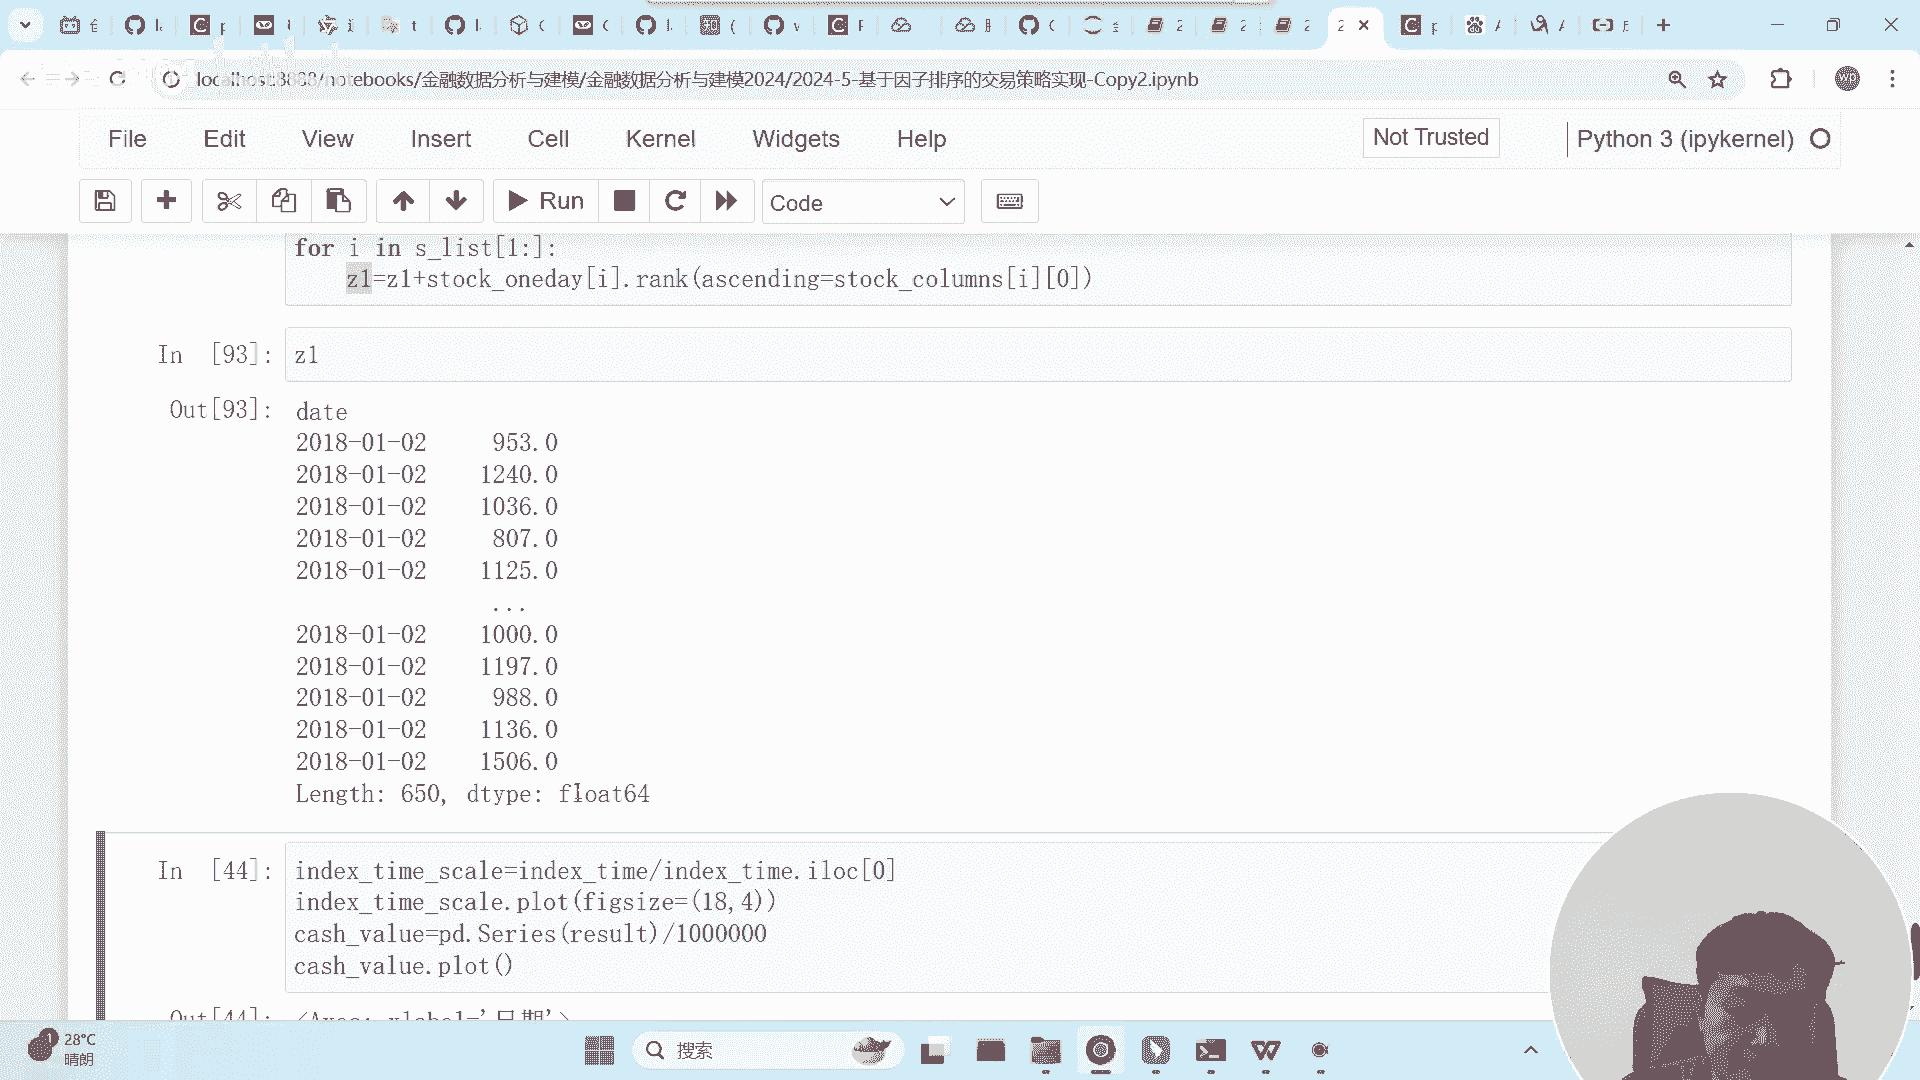 localhost:8888/notebooks/金融数据分析与建模/金融数据分析与建模2024/2024-5-基于因子排序的交易策略实现-Copy2.ipynb
wp
File Edit View Insert Cell Kernel Widgets Help
Not Trusted
Python 3 (ipykernel)
Run
Code
for i in s_list[1:]:
    z1=z1+stock_oneday[i].rank(ascending=stock_columns[i][0])
In [93]: z1
Out[93]: date
2018-01-02 953.0
2018-01-02 1240.0
2018-01-02 1036.0
2018-01-02 807.0
2018-01-02 1125.0
...
2018-01-02 1000.0
2018-01-02 1197.0
2018-01-02 988.0
2018-01-02 1136.0
2018-01-02 1506.0
Length: 650, dtype: float64
In [44]: index_time_scale=index_time/index_time.iloc[0]
index_time_scale.plot(figsize=(18,4))
cash_value=pd.Series(result)/1000000
cash_value.plot()
Out[44]: <Axes: xlabel='日期'>
1
28°C
晴朗
搜索